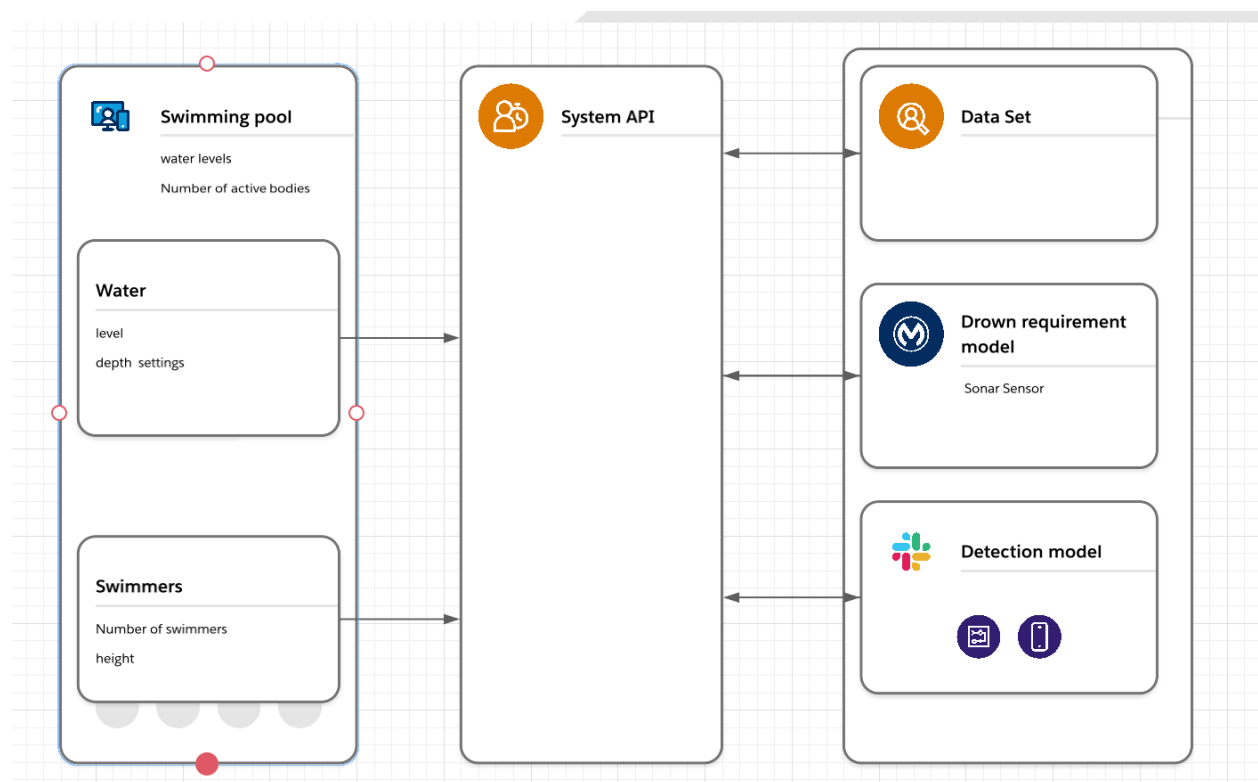 Swimming pool
water levels
Number of active bodies
Water
level
depth settings
Swimmers
Number of swimmers
height
System API
Data Set
Drown requirement
model
Sonar Sensor
Detection model